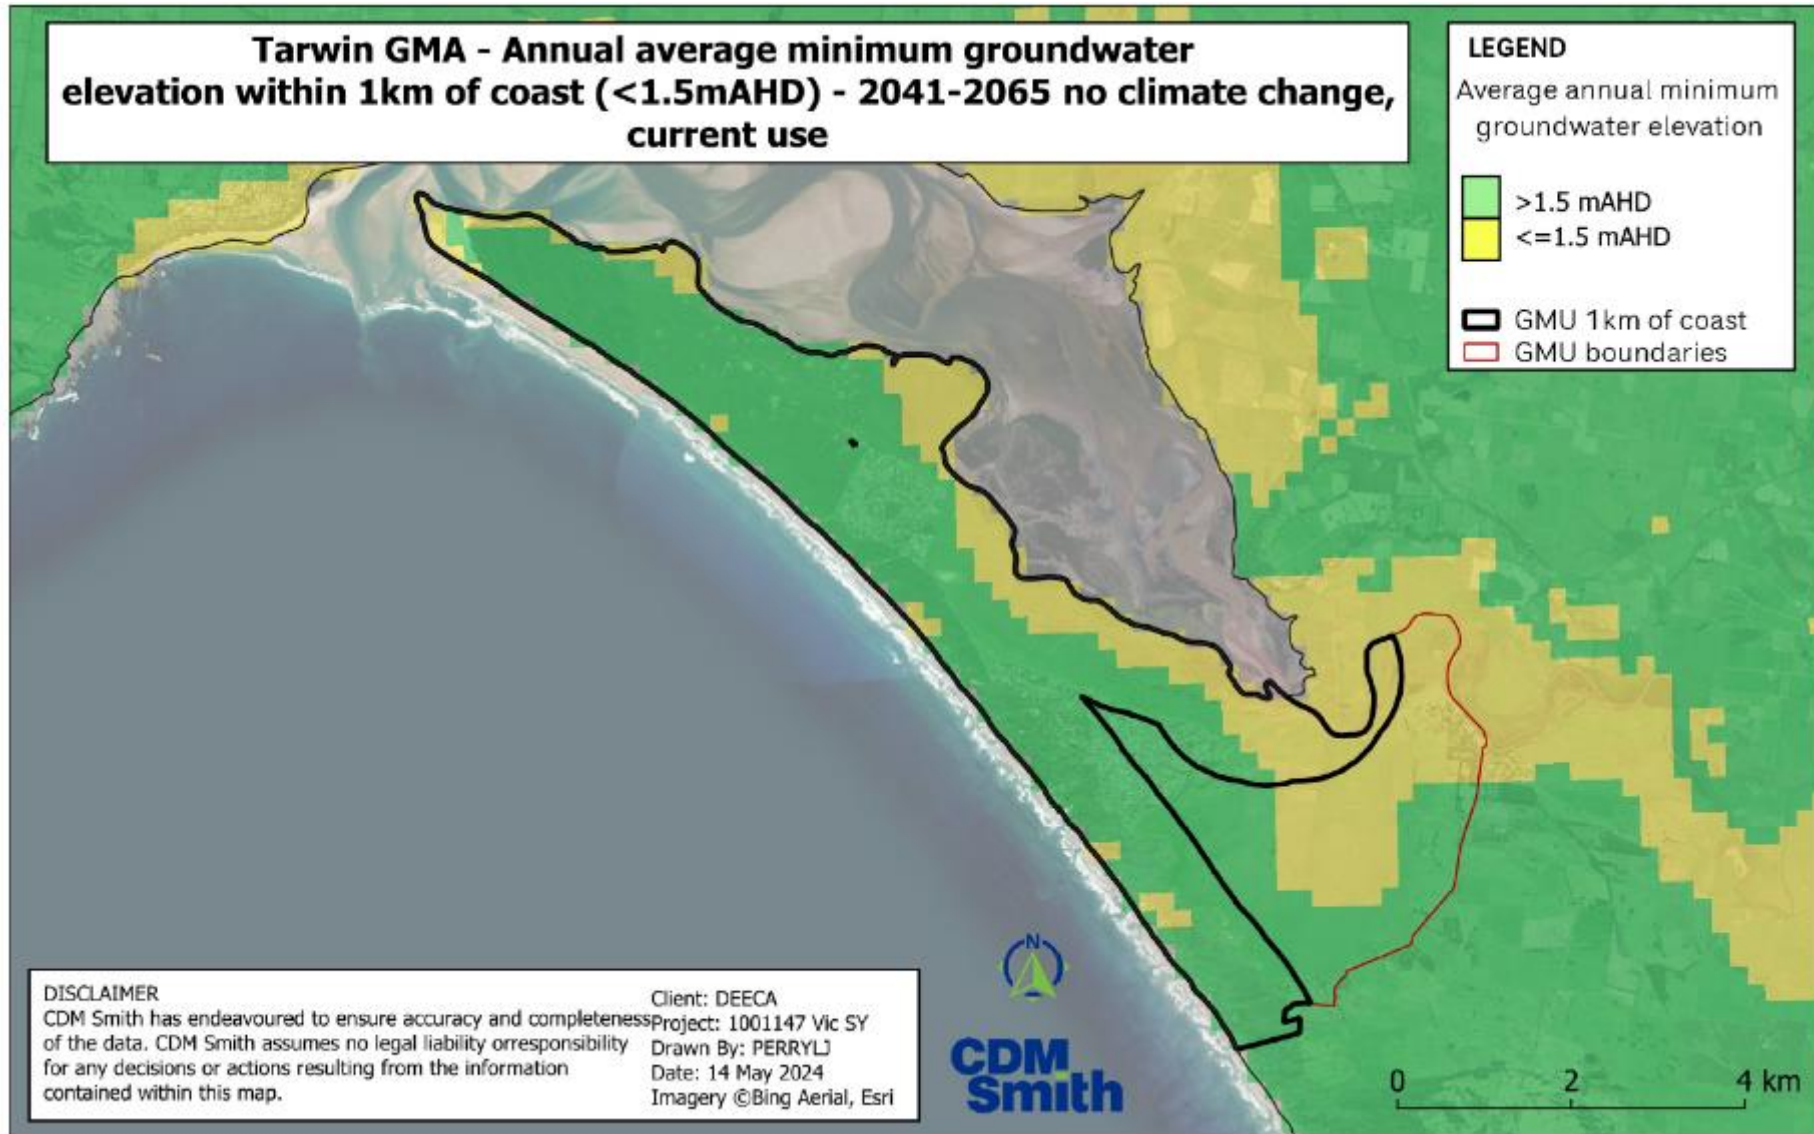 Tarwin GMA - Annual average minimum groundwater
elevation within 1km of coast (<1.5mAHD) - 2041-2065 no climate change,
current use
LEGEND
Average annual minimum
groundwater elevation
>1.5 mAHD
<=1.5 mAHD
GMU 1km of coast
GMU boundaries
DISCLAIMER
CDM Smith has endeavoured to ensure accuracy and completeness
of the data. CDM Smith assumes no legal liability orresponsibility
for any decisions or actions resulting from the information
contained within this map.
Client: DEECA
Project: 1001147 Vic SY
Drawn By: PERRYLJ
Date: 14 May 2024
Imagery ©Bing Aerial, Esri
N
CDM
Smith
0 2 4 km